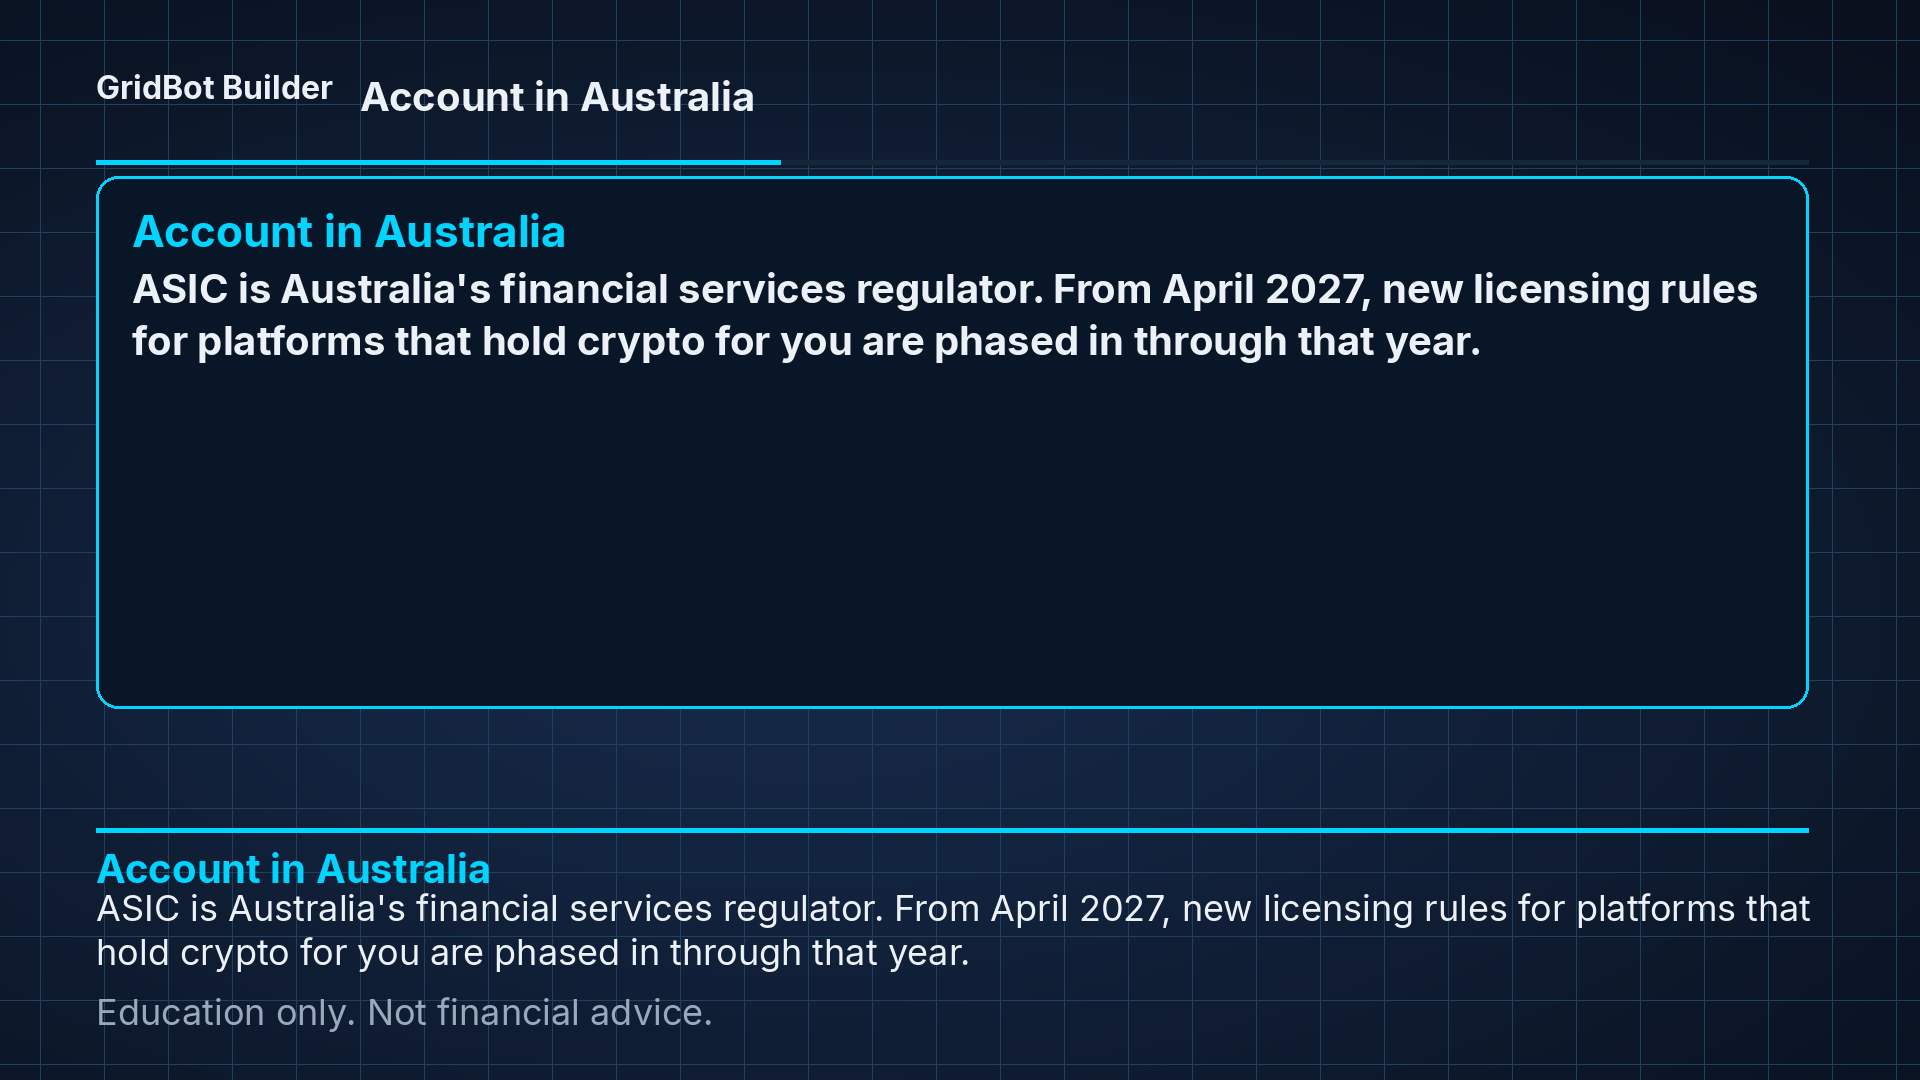 GridBot Builder
Account in Australia
Account in Australia
ASIC is Australia's financial services regulator. From April 2027, new licensing rules
for platforms that hold crypto for you are phased in through that year.
Account in Australia
ASIC is Australia's financial services regulator. From April 2027, new licensing rules for platforms that
hold crypto for you are phased in through that year.
Education only. Not financial advice.